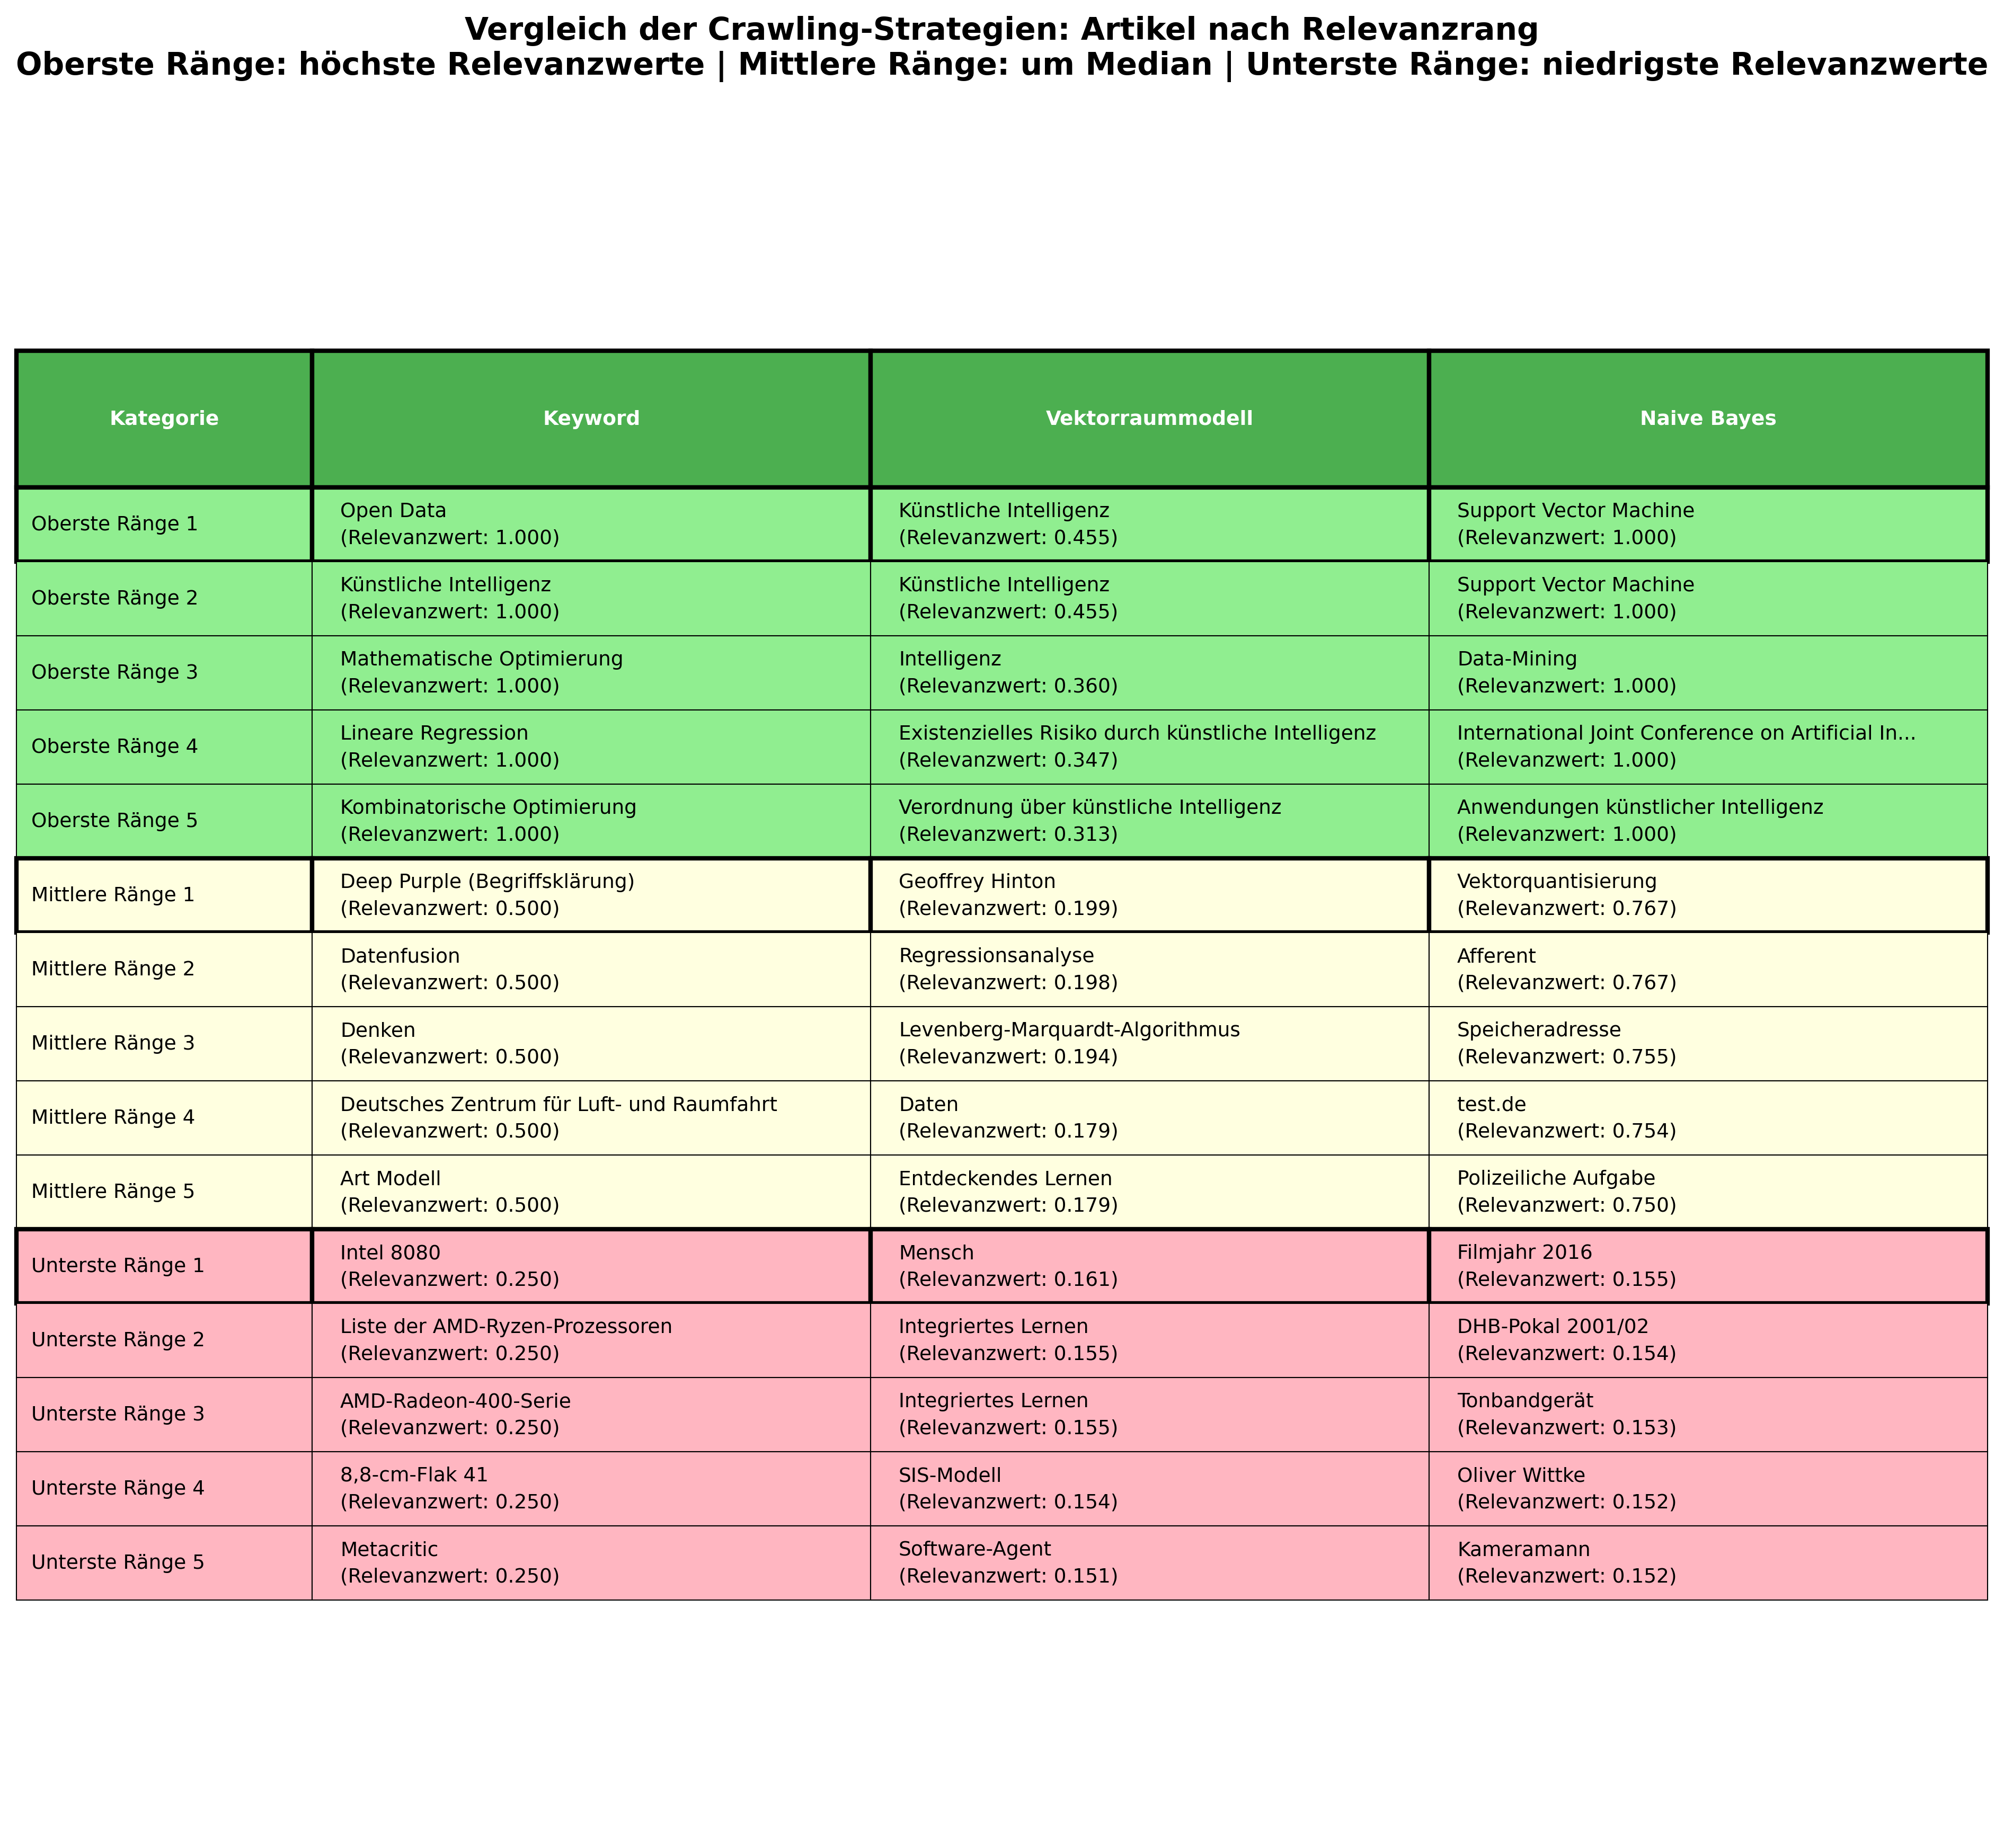 Vergleich der Crawling-Strategien: Artikel nach Relevanzrang
Oberste Ränge: höchste Relevanzwerte | Mittlere Ränge: um Median | Unterste Ränge: niedrigste Relevanzwerte
Kategorie Keyword Vektorraummodell Naive Bayes
Oberste Ränge 1
Open Data
(Relevanzwert: 1.000)
Künstliche Intelligenz
(Relevanzwert: 0.455)
Support Vector Machine
(Relevanzwert: 1.000)
Oberste Ränge 2
Künstliche Intelligenz
(Relevanzwert: 1.000)
Künstliche Intelligenz
(Relevanzwert: 0.455)
Support Vector Machine
(Relevanzwert: 1.000)
Oberste Ränge 3
Mathematische Optimierung
(Relevanzwert: 1.000)
Intelligenz
(Relevanzwert: 0.360)
Data-Mining
(Relevanzwert: 1.000)
Oberste Ränge 4
Lineare Regression
(Relevanzwert: 1.000)
Existenzielles Risiko durch künstliche Intelligenz
(Relevanzwert: 0.347)
International Joint Conference on Artificial In...
(Relevanzwert: 1.000)
Oberste Ränge 5
Kombinatorische Optimierung
(Relevanzwert: 1.000)
Verordnung über künstliche Intelligenz
(Relevanzwert: 0.313)
Anwendungen künstlicher Intelligenz
(Relevanzwert: 1.000)
Mittlere Ränge 1
Deep Purple (Begriffsklärung)
(Relevanzwert: 0.500)
Geoffrey Hinton
(Relevanzwert: 0.199)
Vektorquantisierung
(Relevanzwert: 0.767)
Mittlere Ränge 2
Datenfusion
(Relevanzwert: 0.500)
Regressionsanalyse
(Relevanzwert: 0.198)
Afferent
(Relevanzwert: 0.767)
Mittlere Ränge 3
Denken
(Relevanzwert: 0.500)
Levenberg-Marquardt-Algorithmus
(Relevanzwert: 0.194)
Speicheradresse
(Relevanzwert: 0.755)
Mittlere Ränge 4
Deutsches Zentrum für Luft- und Raumfahrt
(Relevanzwert: 0.500)
Daten
(Relevanzwert: 0.179)
test.de
(Relevanzwert: 0.754)
Mittlere Ränge 5
Art Modell
(Relevanzwert: 0.500)
Entdeckendes Lernen
(Relevanzwert: 0.179)
Polizeiliche Aufgabe
(Relevanzwert: 0.750)
Unterste Ränge 1
Intel 8080
(Relevanzwert: 0.250)
Mensch
(Relevanzwert: 0.161)
Filmjahr 2016
(Relevanzwert: 0.155)
Unterste Ränge 2
Liste der AMD-Ryzen-Prozessoren
(Relevanzwert: 0.250)
Integriertes Lernen
(Relevanzwert: 0.155)
DHB-Pokal 2001/02
(Relevanzwert: 0.154)
Unterste Ränge 3
AMD-Radeon-400-Serie
(Relevanzwert: 0.250)
Integriertes Lernen
(Relevanzwert: 0.155)
Tonbandgerät
(Relevanzwert: 0.153)
Unterste Ränge 4
8,8-cm-Flak 41
(Relevanzwert: 0.250)
SIS-Modell
(Relevanzwert: 0.154)
Oliver Wittke
(Relevanzwert: 0.152)
Unterste Ränge 5
Metacritic
(Relevanzwert: 0.250)
Software-Agent
(Relevanzwert: 0.151)
Kameramann
(Relevanzwert: 0.152)